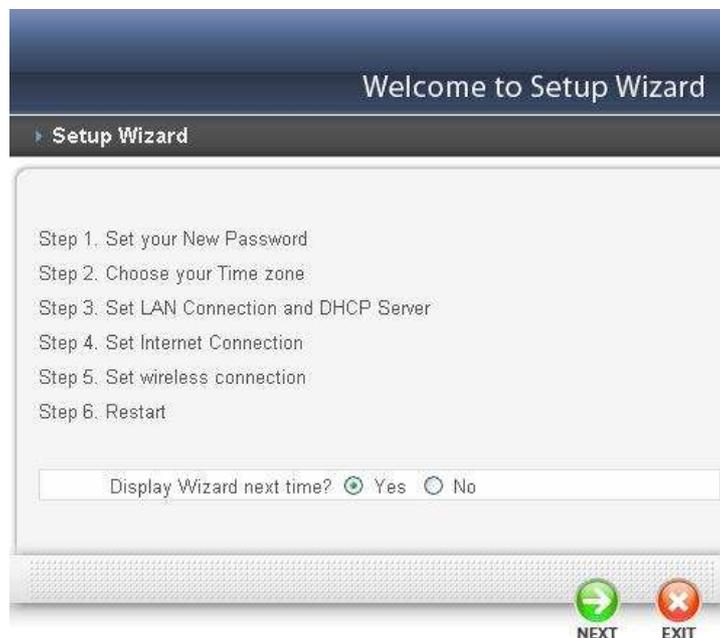 Welcome to Setup Wizard
Setup Wizard
Step 1. Set your New Password
Step 2. Choose your Time zone
Step 3. Set LAN Connection and DHCP Server
Step 4. Set Internet Connection
Step 5. Set wireless connection
Step 6. Restart
Display Wizard next time? Yes No
NEXT EXIT